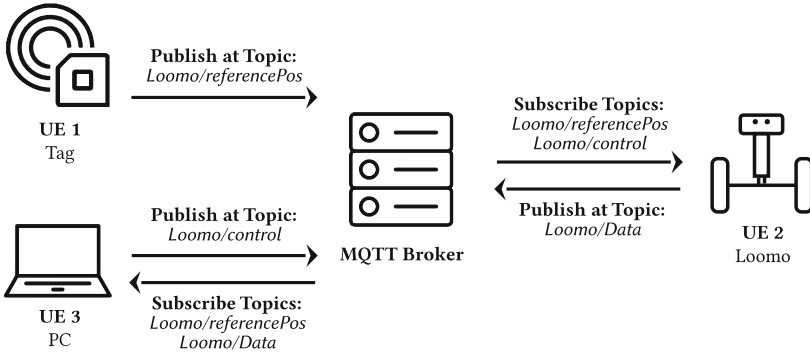 Publish at Topic:
Loomo/referencePos
UE 1
Tag
Publish at Topic:
Loomo/control
Subscribe Topics:
Loomo/referencePos
Loomo/Data
UE 3
PC
MQTT Broker
Subscribe Topics:
Loomo/referencePos
Loomo/control
Publish at Topic:
Loomo/Data
UE 2
Loomo